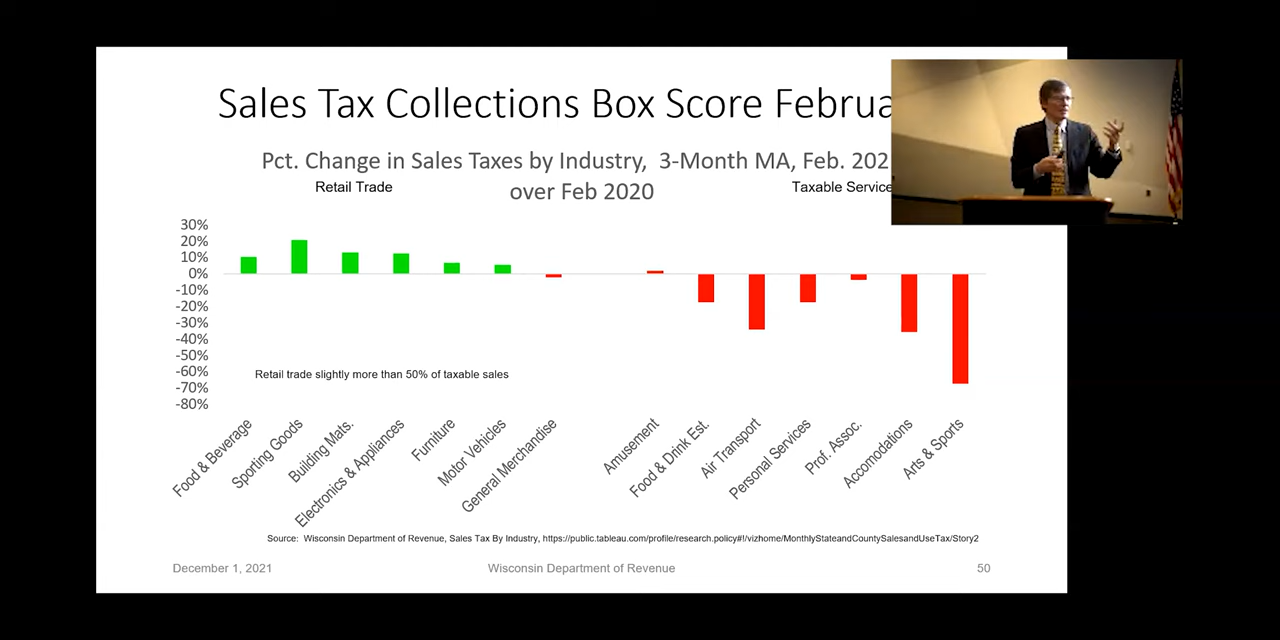 Sales Tax Collections Box Score
Pct. Change in Sales Taxes by Industry, 3-Month MA, Feb.
over Feb 2020
Retail Trade
Taxable
30%
20%
10%
0%
-10%
-20%
-30%
-40%
-50%
-60%
-70%
-80%
Retail trade slightly more than 50% of taxable sales
Food & Beverage
Sporting Goods
Building Mats.
Electronics & Appliances
Furniture
Motor Vehicles
General Merchandise
Amusement
Food & Drink Est.
Air Transport
Personal Services
Prof. Assoc.
Accomodations
Arts & Sports
Source: Wisconsin Department of Revenue, Sales Tax By Industry, https://public.tableau.com/profile/research.policy#!/vizhome/MonthlyStateandCountySalesandUseTax/Story2
December 1, 2021
Wisconsin Department of Revenue
50